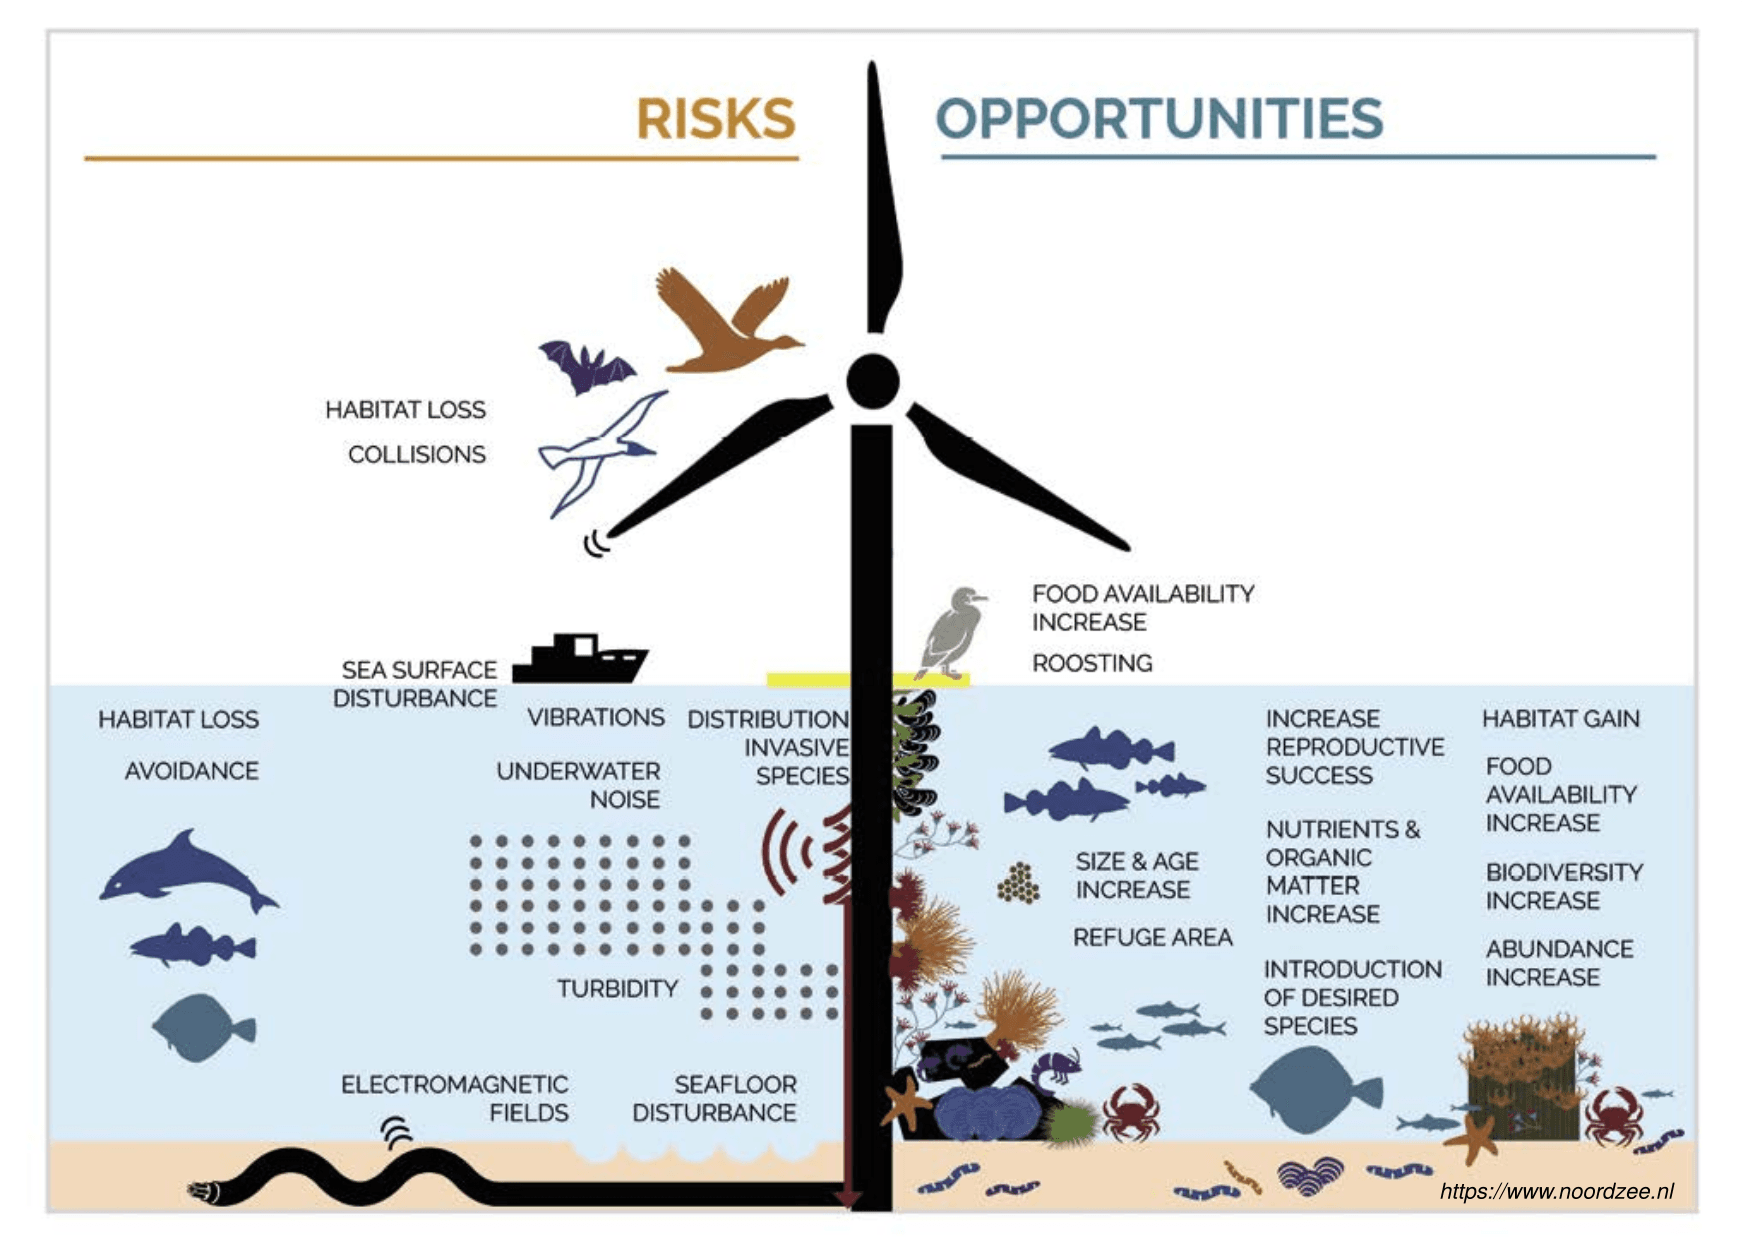 RISKS
OPPORTUNITIES
HABITAT LOSS
COLLISIONS
FOOD AVAILABILITY
INCREASE
ROOSTING
SEA SURFACE
DISTURBANCE
HABITAT LOSS
AVOIDANCE
VIBRATIONS
UNDERWATER
NOISE
DISTRIBUTION
INVASIVE
SPECIES
TURBIDITY
ELECTROMAGNETIC
FIELDS
SEAFLOOR
DISTURBANCE
SIZE & AGE
INCREASE
REFUGE AREA
INCREASE
REPRODUCTIVE
SUCCESS
NUTRIENTS &
ORGANIC
MATTER
INCREASE
INTRODUCTION
OF DESIRED
SPECIES
HABITAT GAIN
FOOD
AVAILABILITY
INCREASE
BIODIVERSITY
INCREASE
ABUNDANCE
INCREASE
https://www.noordzee.nl